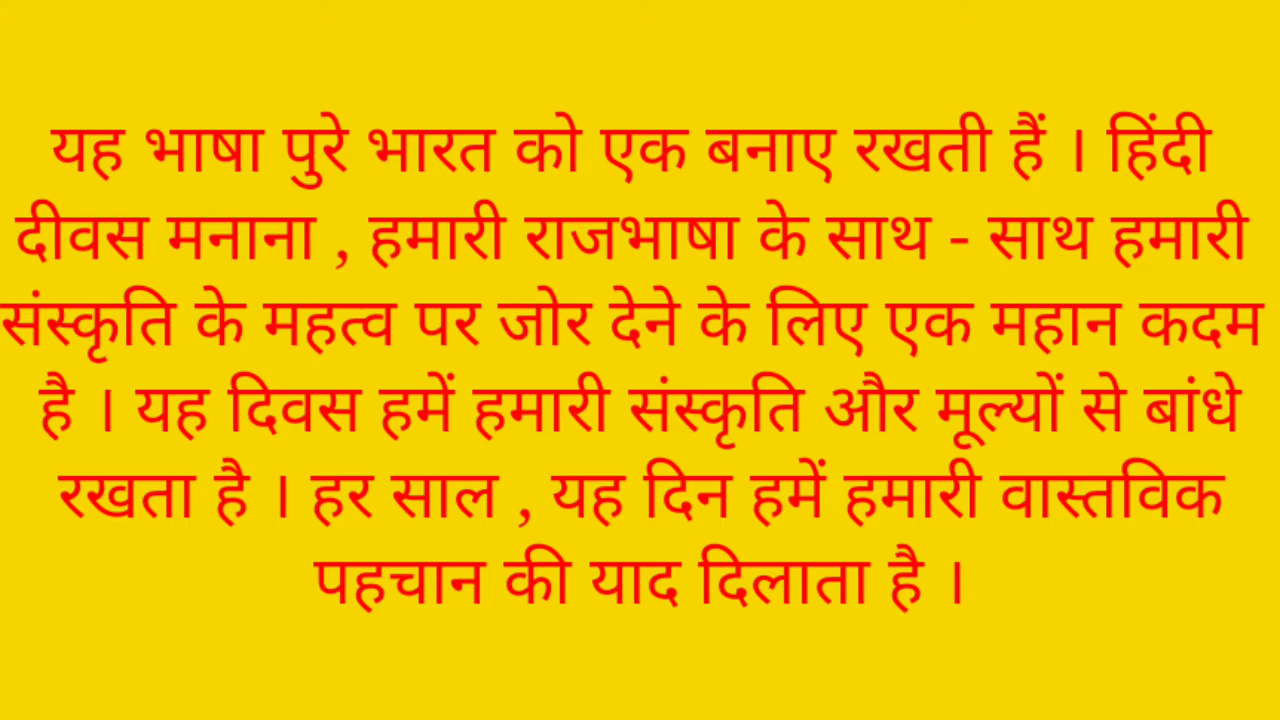 यह भाषा पुरे भारत को एक बनाए रखती हैं । हिंदी
दीवस मनाना , हमारी राजभाषा के साथ - साथ हमारी
संस्कृति के महत्व पर जोर देने के लिए एक महान कदम
है । यह दिवस हमें हमारी संस्कृति और मूल्यों से बांधे
रखता है । हर साल , यह दिन हमें हमारी वास्तविक
पहचान की याद दिलाता है ।